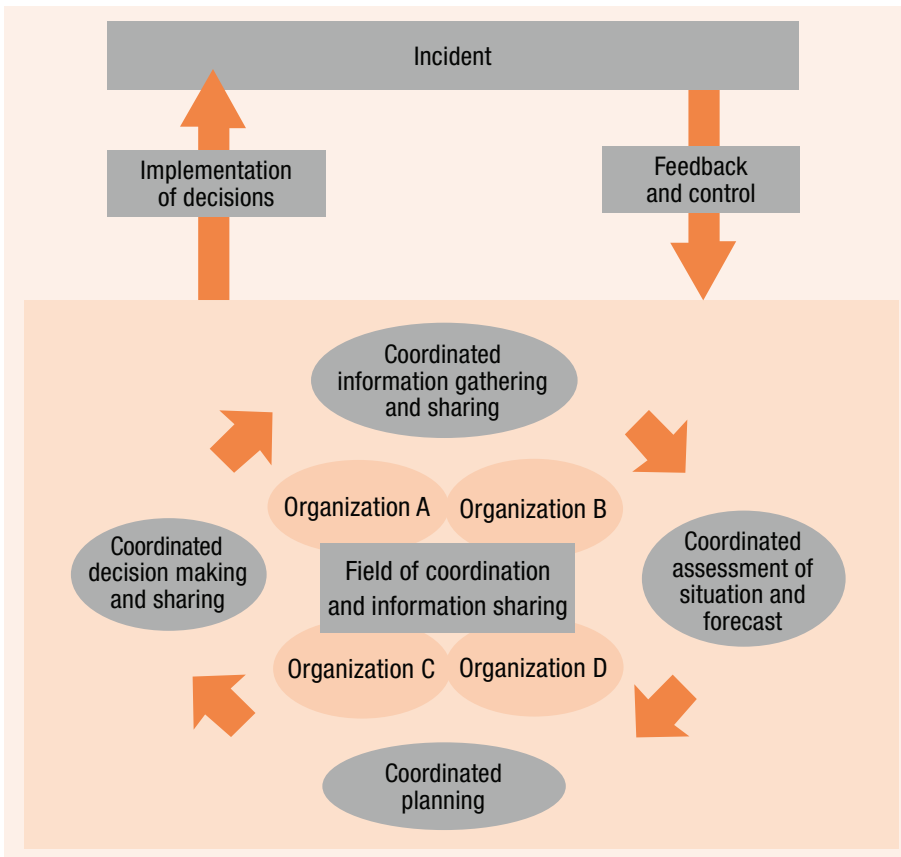 Incident
Implementation
of decisions
Feedback
and control
Coordinated
information gathering
and sharing
Organization A
Organization B
Coordinated
decision making
and sharing
Field of coordination
and information sharing
Coordinated
assessment of
situation and
forecast
Organization C
Organization D
Coordinated
planning